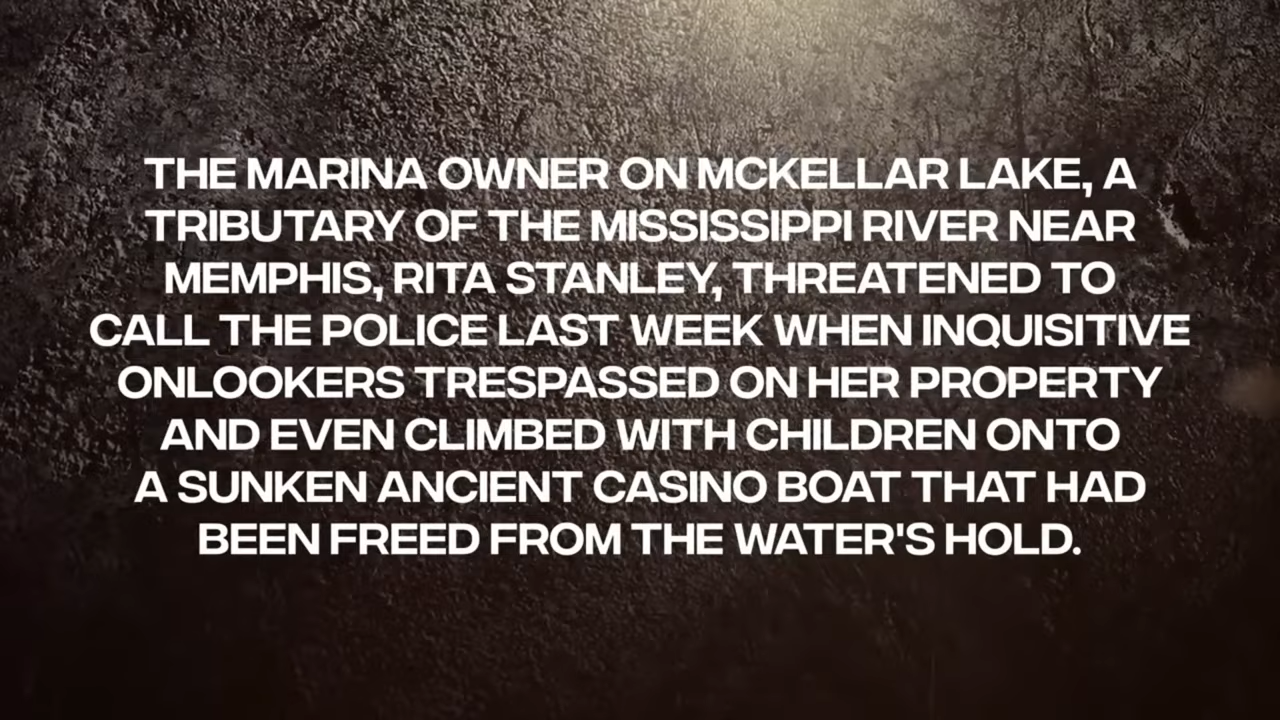 THE MARINA OWNER ON MCKELLAR LAKE, A
TRIBUTARY OF THE MISSISSIPPI RIVER NEAR
MEMPHIS, RITA STANLEY, THREATENED TO
CALL THE POLICE LAST WEEK WHEN INQUISITIVE
ONLOOKERS TRESPASSED ON HER PROPERTY
AND EVEN CLIMBED WITH CHILDREN ONTO
A SUNKEN ANCIENT CASINO BOAT THAT HAD
BEEN FREED FROM THE WATER'S HOLD.